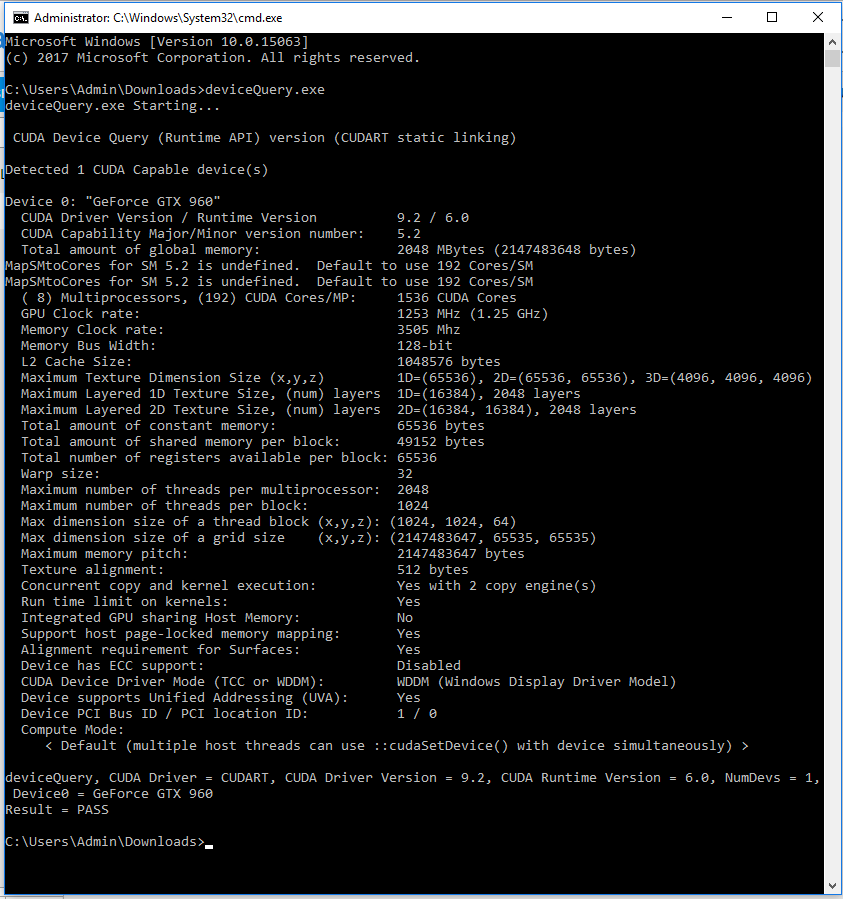 Administrator: C:\Windows\System32\cmd.exe
Microsoft Windows [Version 10.0.15063]
(c) 2017 Microsoft Corporation. All rights reserved.
C:\Users\Admin\Downloads>deviceQuery.exe
deviceQuery.exe Starting...
CUDA Device Query (Runtime API) version (CUDART static linking)
Detected 1 CUDA Capable device(s)
Device 0: "GeForce GTX 960"
CUDA Driver Version / Runtime Version 9.2 / 6.0
CUDA Capability Major/Minor version number: 5.2
Total amount of global memory: 2048 MBytes (2147483648 bytes)
MapSMtoCores for SM 5.2 is undefined. Default to use 192 Cores/SM
MapSMtoCores for SM 5.2 is undefined. Default to use 192 Cores/SM
( 8) Multiprocessors, (192) CUDA Cores/MP: 1536 CUDA Cores
GPU Clock rate: 1253 MHz (1.25 GHz)
Memory Clock rate: 3505 Mhz
Memory Bus Width: 128-bit
L2 Cache Size: 1048576 bytes
Maximum Texture Dimension Size (x,y,z) 1D=(65536), 2D=(65536, 65536), 3D=(4096, 4096, 4096)
Maximum Layered 1D Texture Size, (num) layers 1D=(16384), 2048 layers
Maximum Layered 2D Texture Size, (num) layers 2D=(16384, 16384), 2048 layers
Total amount of constant memory: 65536 bytes
Total amount of shared memory per block: 49152 bytes
Total number of registers available per block: 65536
Warp size: 32
Maximum number of threads per multiprocessor: 2048
Maximum number of threads per block: 1024
Max dimension size of a thread block (x,y,z): (1024, 1024, 64)
Max dimension size of a grid size (x,y,z): (2147483647, 65535, 65535)
Maximum memory pitch: 2147483647 bytes
Texture alignment: 512 bytes
Concurrent copy and kernel execution: Yes with 2 copy engine(s)
Run time limit on kernels: Yes
Integrated GPU sharing Host Memory: No
Support host page-locked memory mapping: Yes
Alignment requirement for Surfaces: Yes
Device has ECC support: Disabled
CUDA Device Driver Mode (TCC or WDDM): WDDM (Windows Display Driver Model)
Device supports Unified Addressing (UVA): Yes
Device PCI Bus ID / PCI location ID: 1 / 0
Compute Mode:
< Default (multiple host threads can use ::cudaSetDevice() with device simultaneously) >
deviceQuery, CUDA Driver = CUDART, CUDA Driver Version = 9.2, CUDA Runtime Version = 6.0, NumDevs = 1,
Device0 = GeForce GTX 960
Result = PASS
C:\Users\Admin\Downloads>